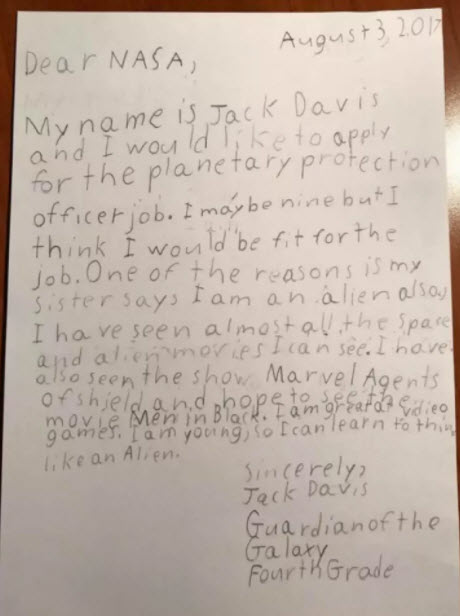 August 3, 2017
Dear NASA,
My name is Jack Davis
and I would like to apply
for the planetary protection
officer job. I maybe nine but I
think I would be fit for the
job. One of the reasons is my
sister says I am an alien also,
I have seen almost all the space
and alien movies I can see. I have
also seen the show Marvel Agents
of shield and hope to see the
movie Men in Black. I am great at vdieo
games. I am young, so I can learn to think
like an Alien.
Sincerely,
Jack Davis
Guardian of the
Galaxy
Fourth Grade